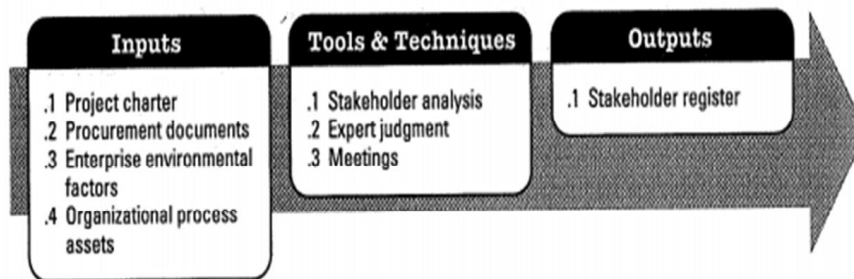 Inputs
.1 Project charter
.2 Procurement documents
.3 Enterprise environmental
factors
.4 Organizational process
assets
Tools & Techniques
.1 Stakeholder analysis
.2 Expert judgment
.3 Meetings
Outputs
.1 Stakeholder register